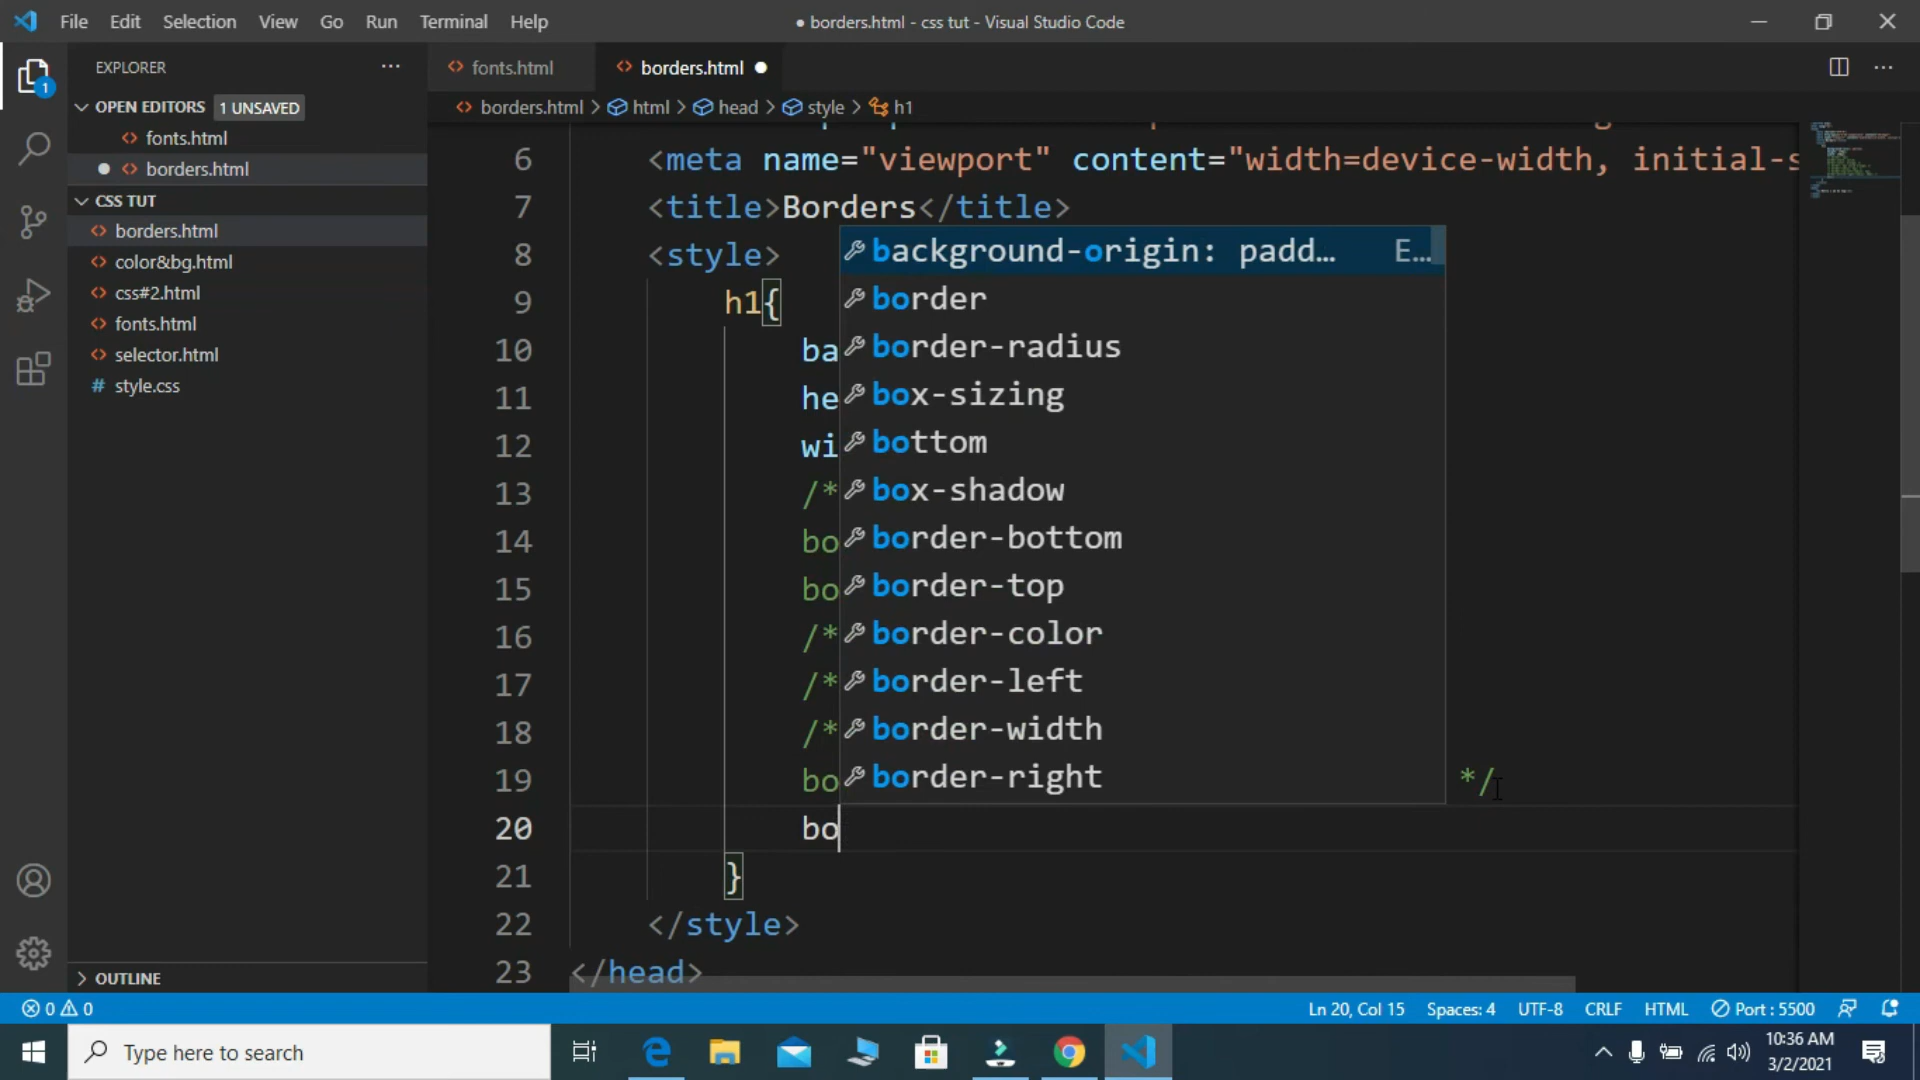 File Edit Selection View Go Run Terminal Help ● borders.html - css tut - Visual Studio Code
EXPLORER ···
fonts.html borders.html ●
OPEN EDITORS 1 UNSAVED
borders.html > html > head > style > h1
fonts.html
borders.html
CSS TUT
borders.html
color&bg.html
css#2.html
fonts.html
selector.html
# style.css
OUTLINE
6 <meta name="viewport" content="width=device-width, initial-s
7 <title>Borders</title>
8 <style>
9 h1{
10 ba
11 he
12 wi
13 /*
14 bo
15 bo
16 /*
17 /*
18 /*
19 bo */
20 bo
21 }
22 </style>
23 </head>
background-origin: padd… E…
border
border-radius
box-sizing
bottom
box-shadow
border-bottom
border-top
border-color
border-left
border-width
border-right
1
0 0 Ln 20, Col 15 Spaces: 4 UTF-8 CRLF HTML Port : 5500
Type here to search
10:36 AM
3/2/2021